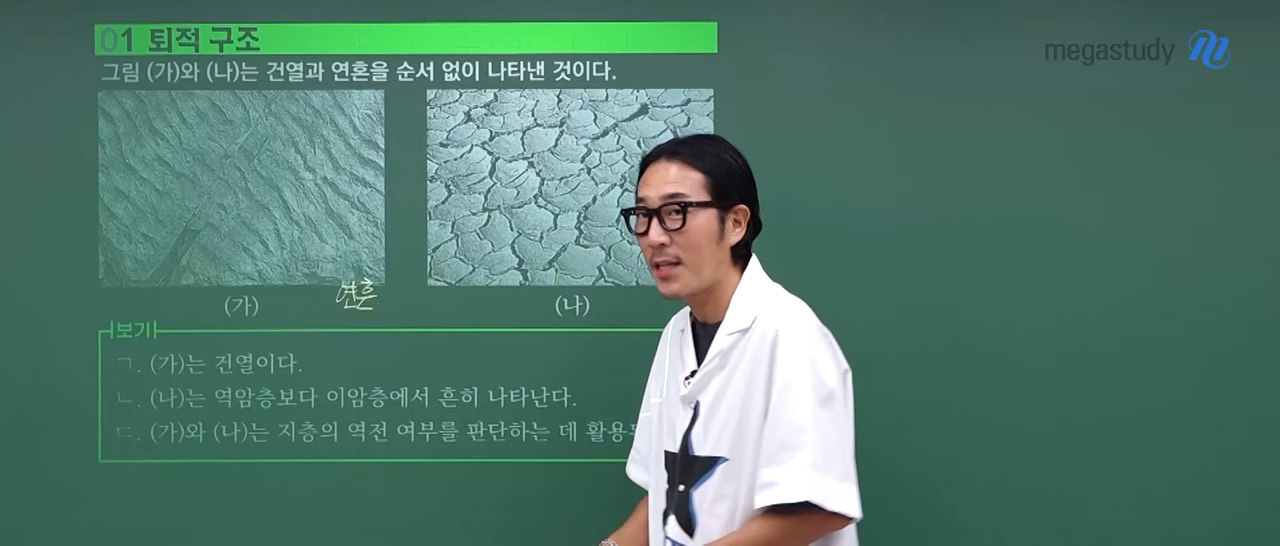 01 퇴적 구조
megastudy
그림 (가)와 (나)는 건열과 연흔을 순서 없이 나타낸 것이다.
연흔
(가)
(나)
보기
ㄱ. (가)는 건열이다.
ㄴ. (나)는 역암층보다 이암층에서 흔히 나타난다.
ㄷ. (가)와 (나)는 지층의 역전 여부를 판단하는 데